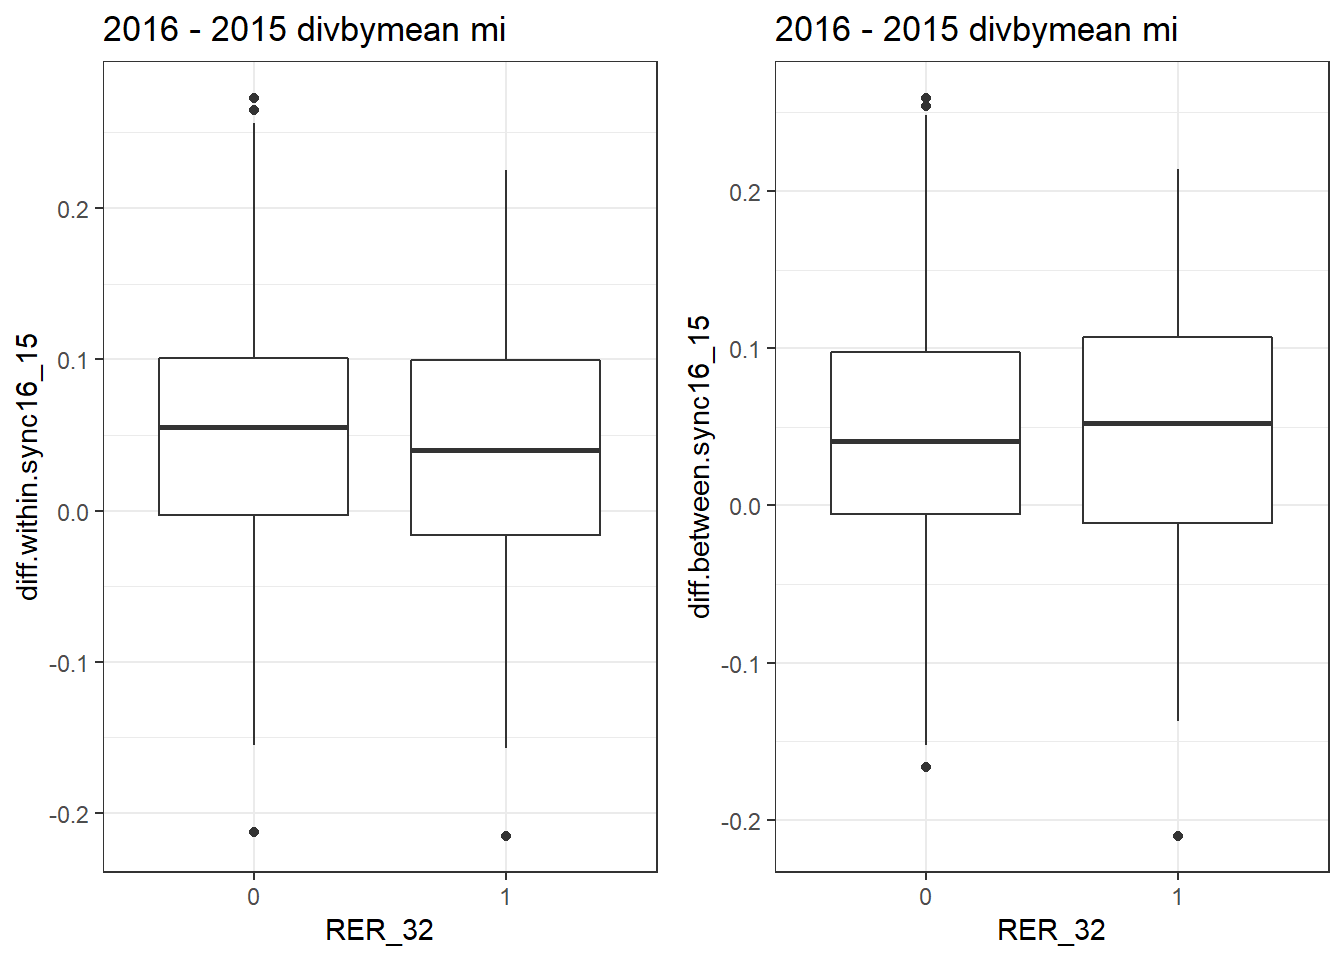 2016 - 2015 divbymean mi
diff.within.sync16_15
0.2
0.1
0.0
-0.1
-0.2
0
1
RER_32
2016 - 2015 divbymean mi
diff.between.sync16_15
0.2
0.1
0.0
-0.1
-0.2
0
1
RER_32